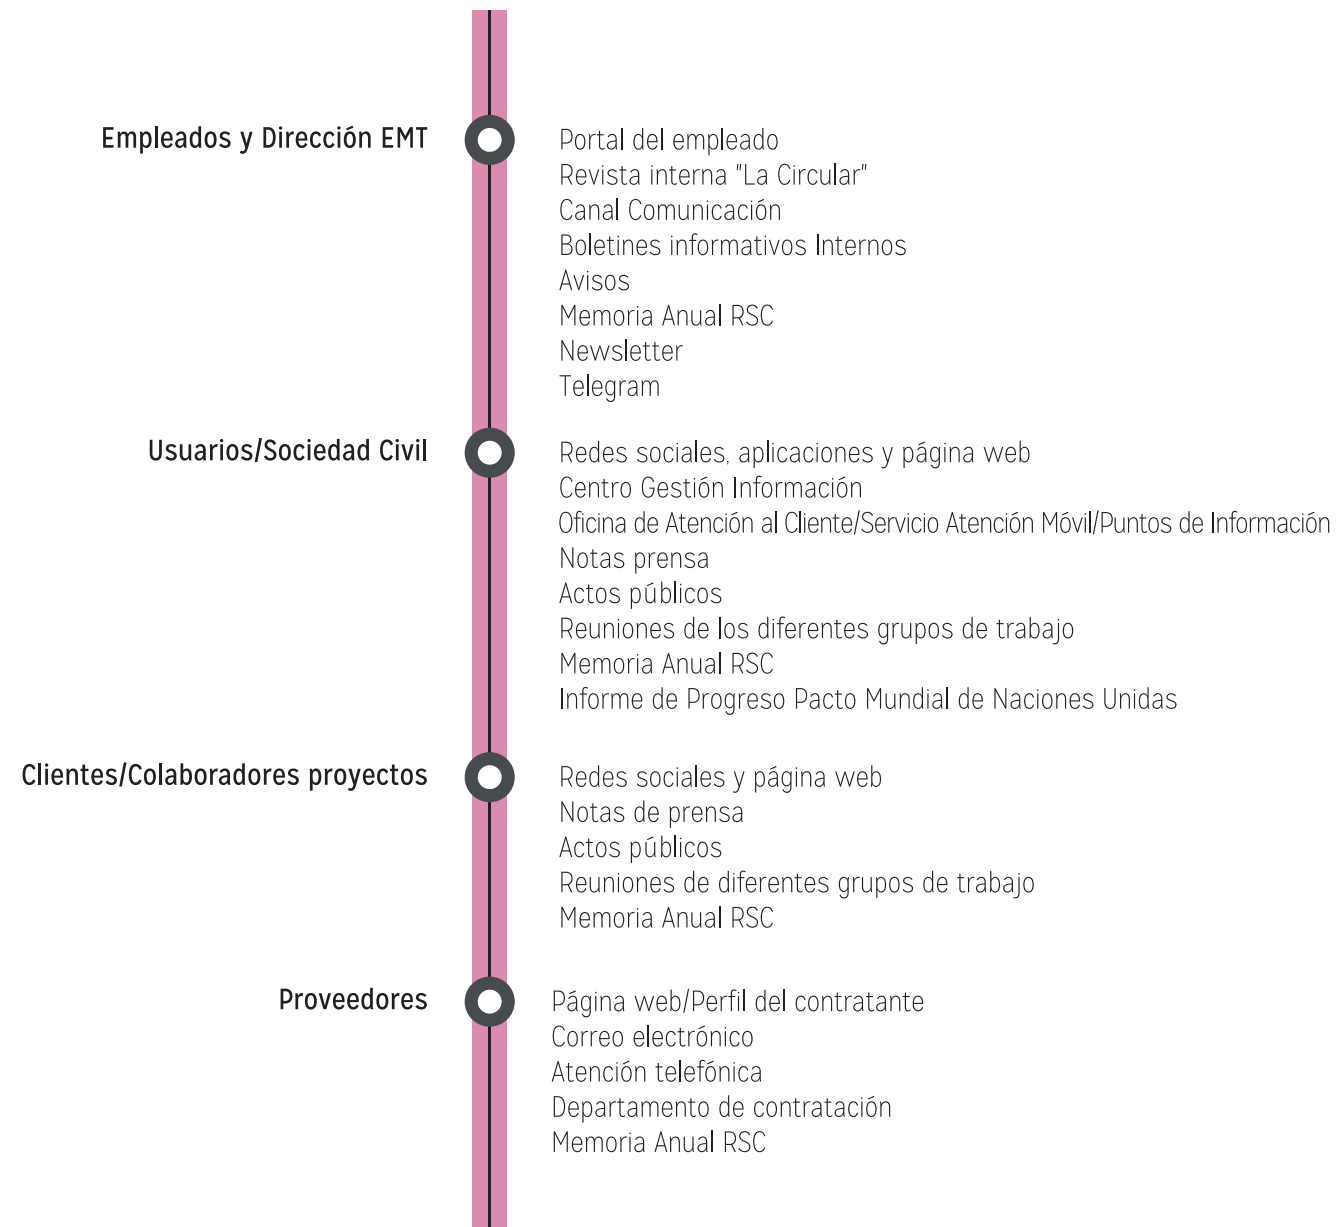 Empleados y Dirección EMT
Portal del empleado
Revista interna "La Circular"
Canal Comunicación
Boletines informativos Internos
Avisos
Memoria Anual RSC
Newsletter
Telegram
Usuarios/Sociedad Civil
Redes sociales, aplicaciones y página web
Centro Gestión Información
Oficina de Atención al Cliente/Servicio Atención Móvil/Puntos de Información
Notas prensa
Actos públicos
Reuniones de los diferentes grupos de trabajo
Memoria Anual RSC
Informe de Progreso Pacto Mundial de Naciones Unidas
Clientes/Colaboradores proyectos
Redes sociales y página web
Notas de prensa
Actos públicos
Reuniones de diferentes grupos de trabajo
Memoria Anual RSC
Proveedores
Página web/Perfil del contratante
Correo electrónico
Atención telefónica
Departamento de contratación
Memoria Anual RSC